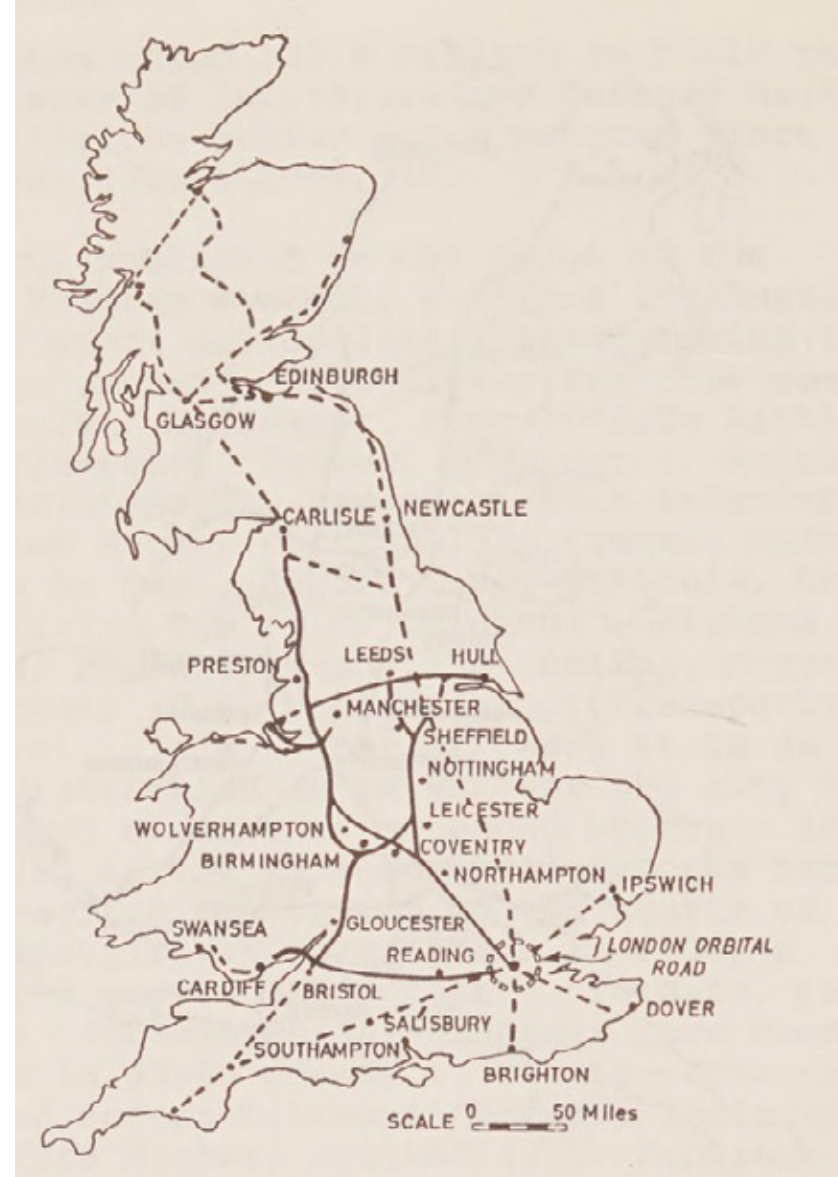 EDINBURGH
GLASGOW
CARLISLE
NEWCASTLE
PRESTON
LEEDS
HULL
MANCHESTER
SHEFFIELD
NOTTINGHAM
LEICESTER
WOLVERHAMPTON
BIRMINGHAM
COVENTRY
NORTHAMPTON
IPSWICH
GLOUCESTER
SWANSEA
READING
LONDON ORBITAL
ROAD
CARDIFF
BRISTOL
DOVER
SALISBURY
SOUTHAMPTON
BRIGHTON
SCALE 0 50 Miles